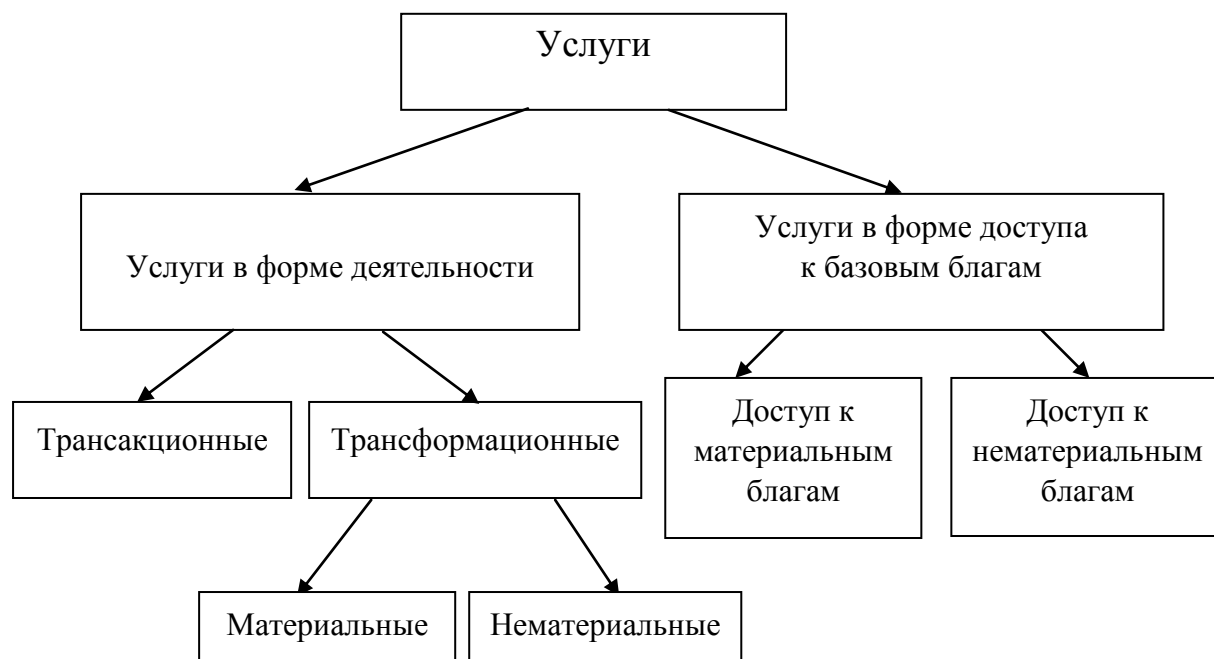 Услуги
Услуги в форме деятельности
Услуги в форме доступа
к базовым благам
Трансакционные
Трансформационные
Доступ к
материальным
благам
Доступ к
нематериальным
благам
Материальные
Нематериальные